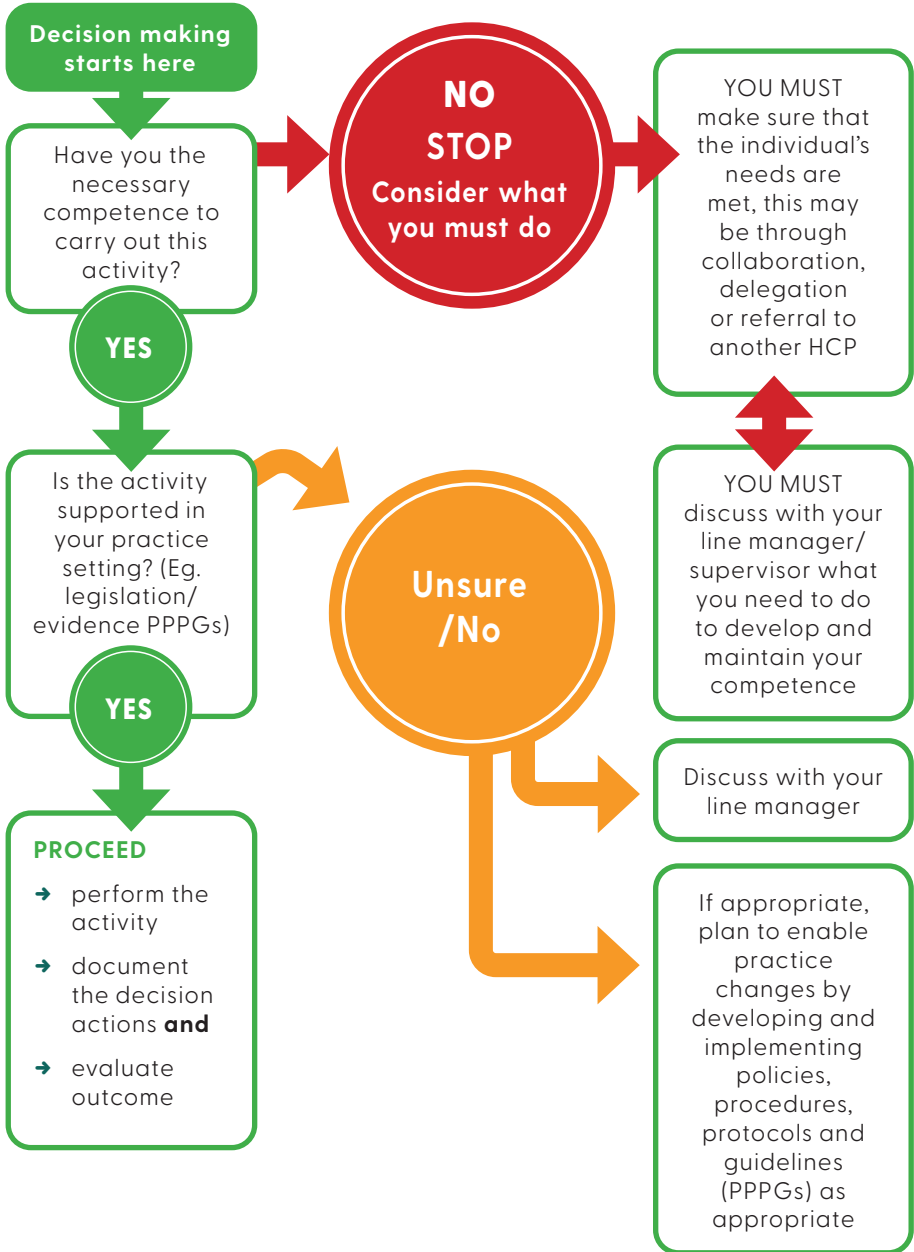 Decision making
starts here
Have you the
necessary
competence to
carry out this
activity?
NO
STOP
Consider what
you must do
YOU MUST
make sure that
the individual’s
needs are
met, this may
be through
collaboration,
delegation
or referral to
another HCP
YES
Is the activity
supported in
your practice
setting? (Eg.
legislation/
evidence PPPGs)
Unsure
/No
YOU MUST
discuss with your
line manager/
supervisor what
you need to do
to develop and
maintain your
competence
YES
Discuss with your
line manager
PROCEED
→ perform the
activity
→ document
the decision
actions and
→ evaluate
outcome
If appropriate,
plan to enable
practice
changes by
developing and
implementing
policies,
procedures,
protocols and
guidelines
(PPPGs) as
appropriate